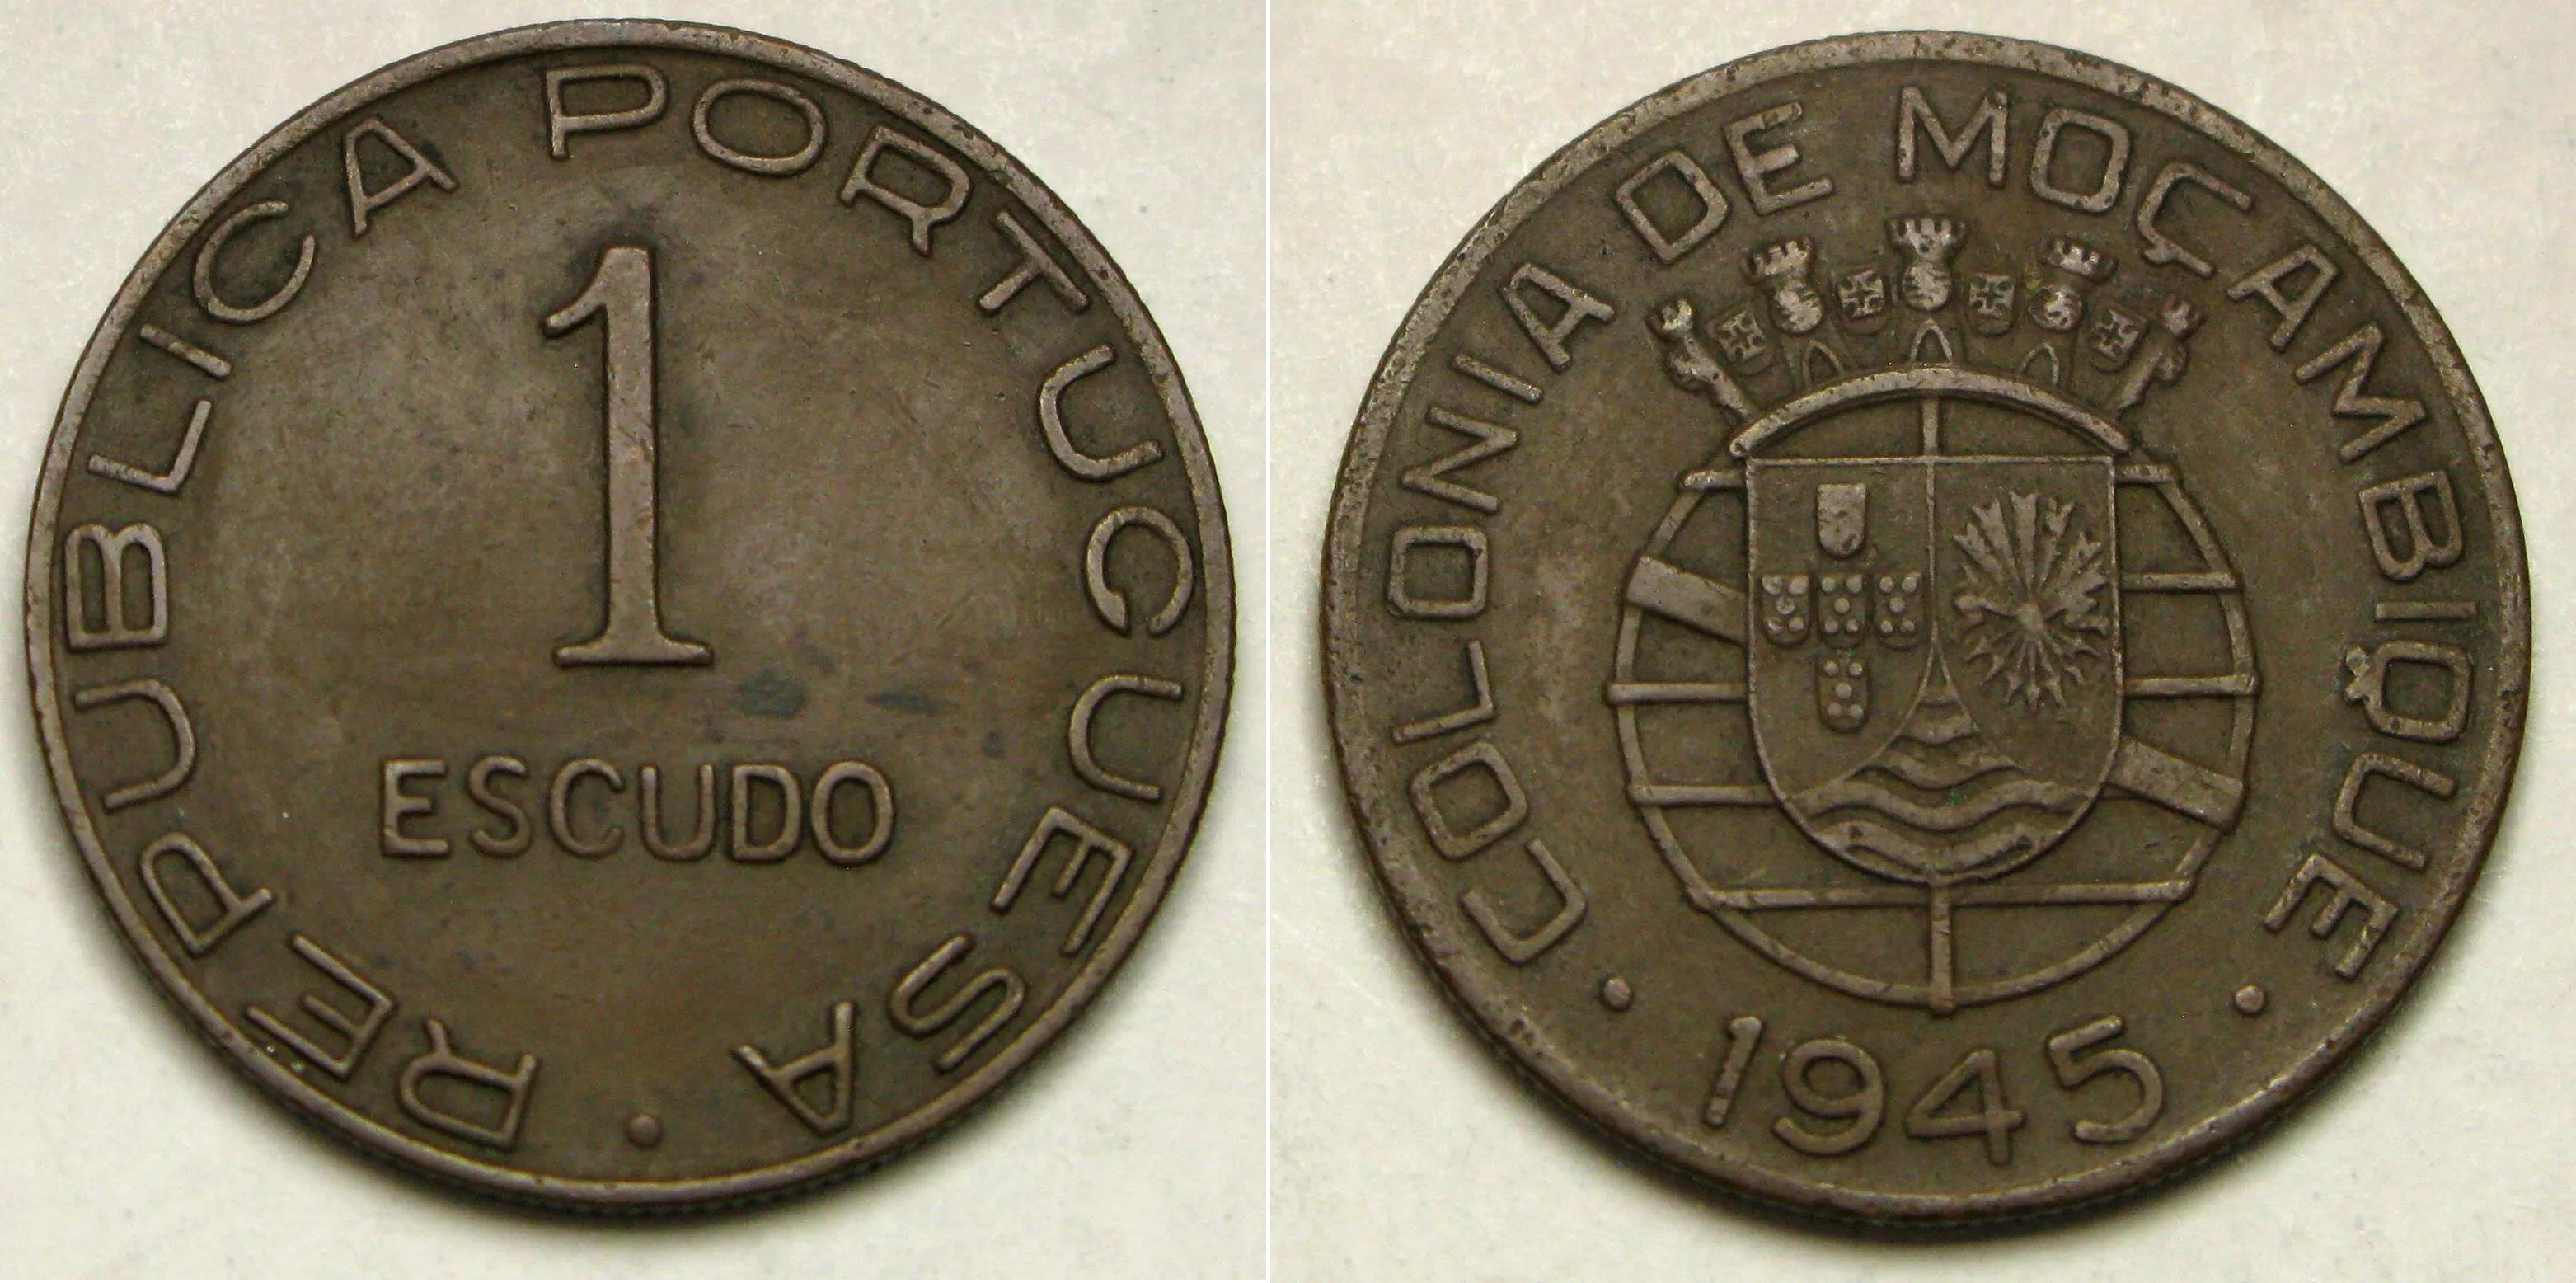 REPUBLICA PORTUGUESA
1
ESCUDO
COLONIA DE MOÇAMBIQUE
1945